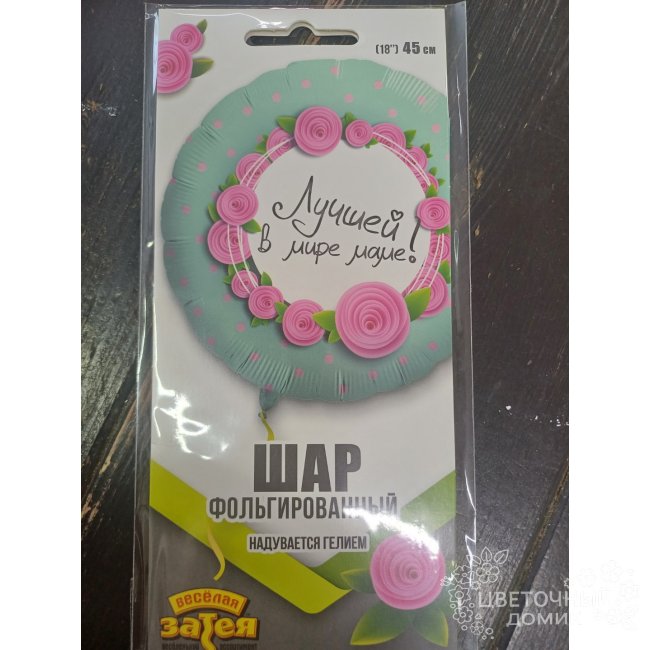 (18") 45 см
Лучшей
в мире маме!
ШАР
ФОЛЬГИРОВАННЫЙ
НАДУВАЕТСЯ ГЕЛИЕМ
весёлая
затея
ЦВЕТОЧНЫЙ
ДОМИК